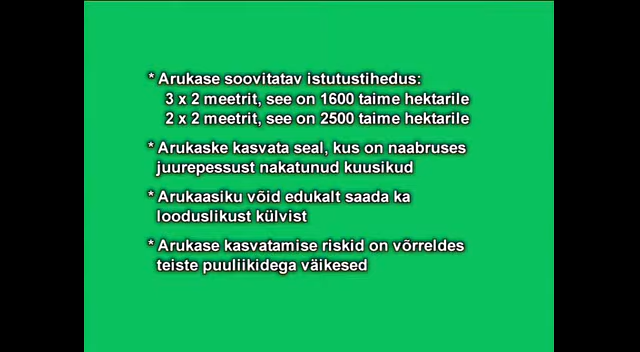 * Arukase soovitatav istutustihedus:
3 x 2 meetrit, see on 1600 taime hektarile
2 x 2 meetrit, see on 2500 taime hektarile
* Arukaske kasvata seal, kus on naabruses
juurepessust nakatunud kuusikud
* Arukaasiku võid edukalt saada ka
looduslikust külvist
* Arukase kasvatamise riskid on võrreldes
teiste puuliikidega väikesed